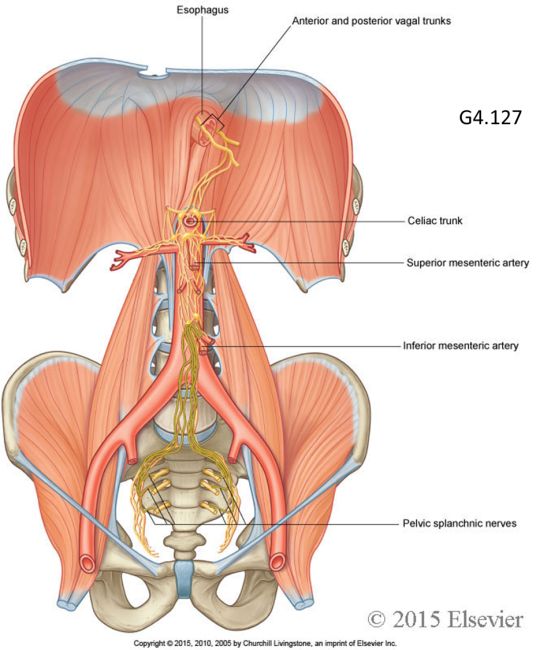 Esophagus
Anterior and posterior vagal trunks
G4.127
Celiac trunk
Superior mesenteric artery
Inferior mesenteric artery
Pelvic splanchnic nerves
© 2015 Elsevier
Copyright © 2015, 2010, 2005 by Churchill Livingstone, an imprint of Elsevier Inc.